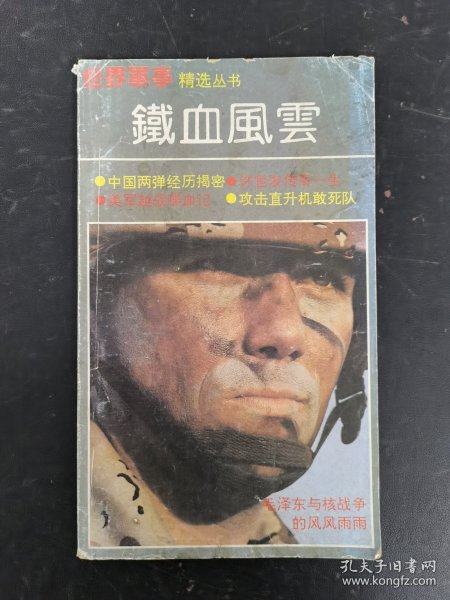 世界军事 精选丛书
鐵血風雲
●中国两弹经历揭密
●攻击直升机敢死队
毛泽东与核战争
的风风雨雨
孔夫子旧书网
www.kongfz.com